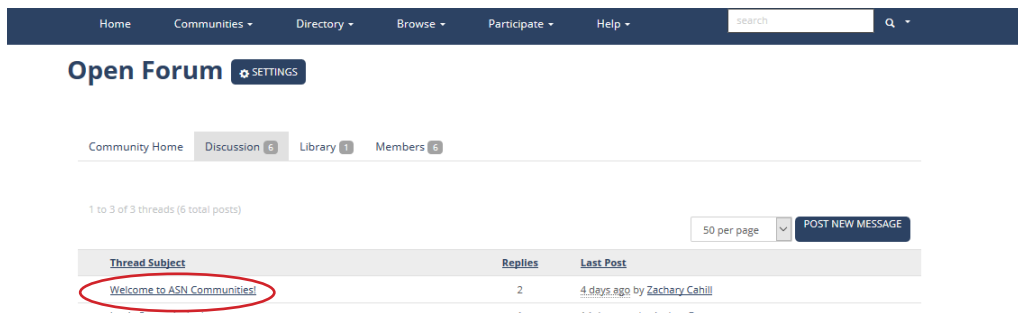 Home Communities Directory Browse Participate Help search
Open Forum SETTINGS
Community Home Discussion 6 Library 1 Members 6
1 to 3 of 3 threads (6 total posts)
50 per page POST NEW MESSAGE
Thread Subject Replies Last Post
Welcome to ASN Communities! 2 4 days ago by Zachary Cahill